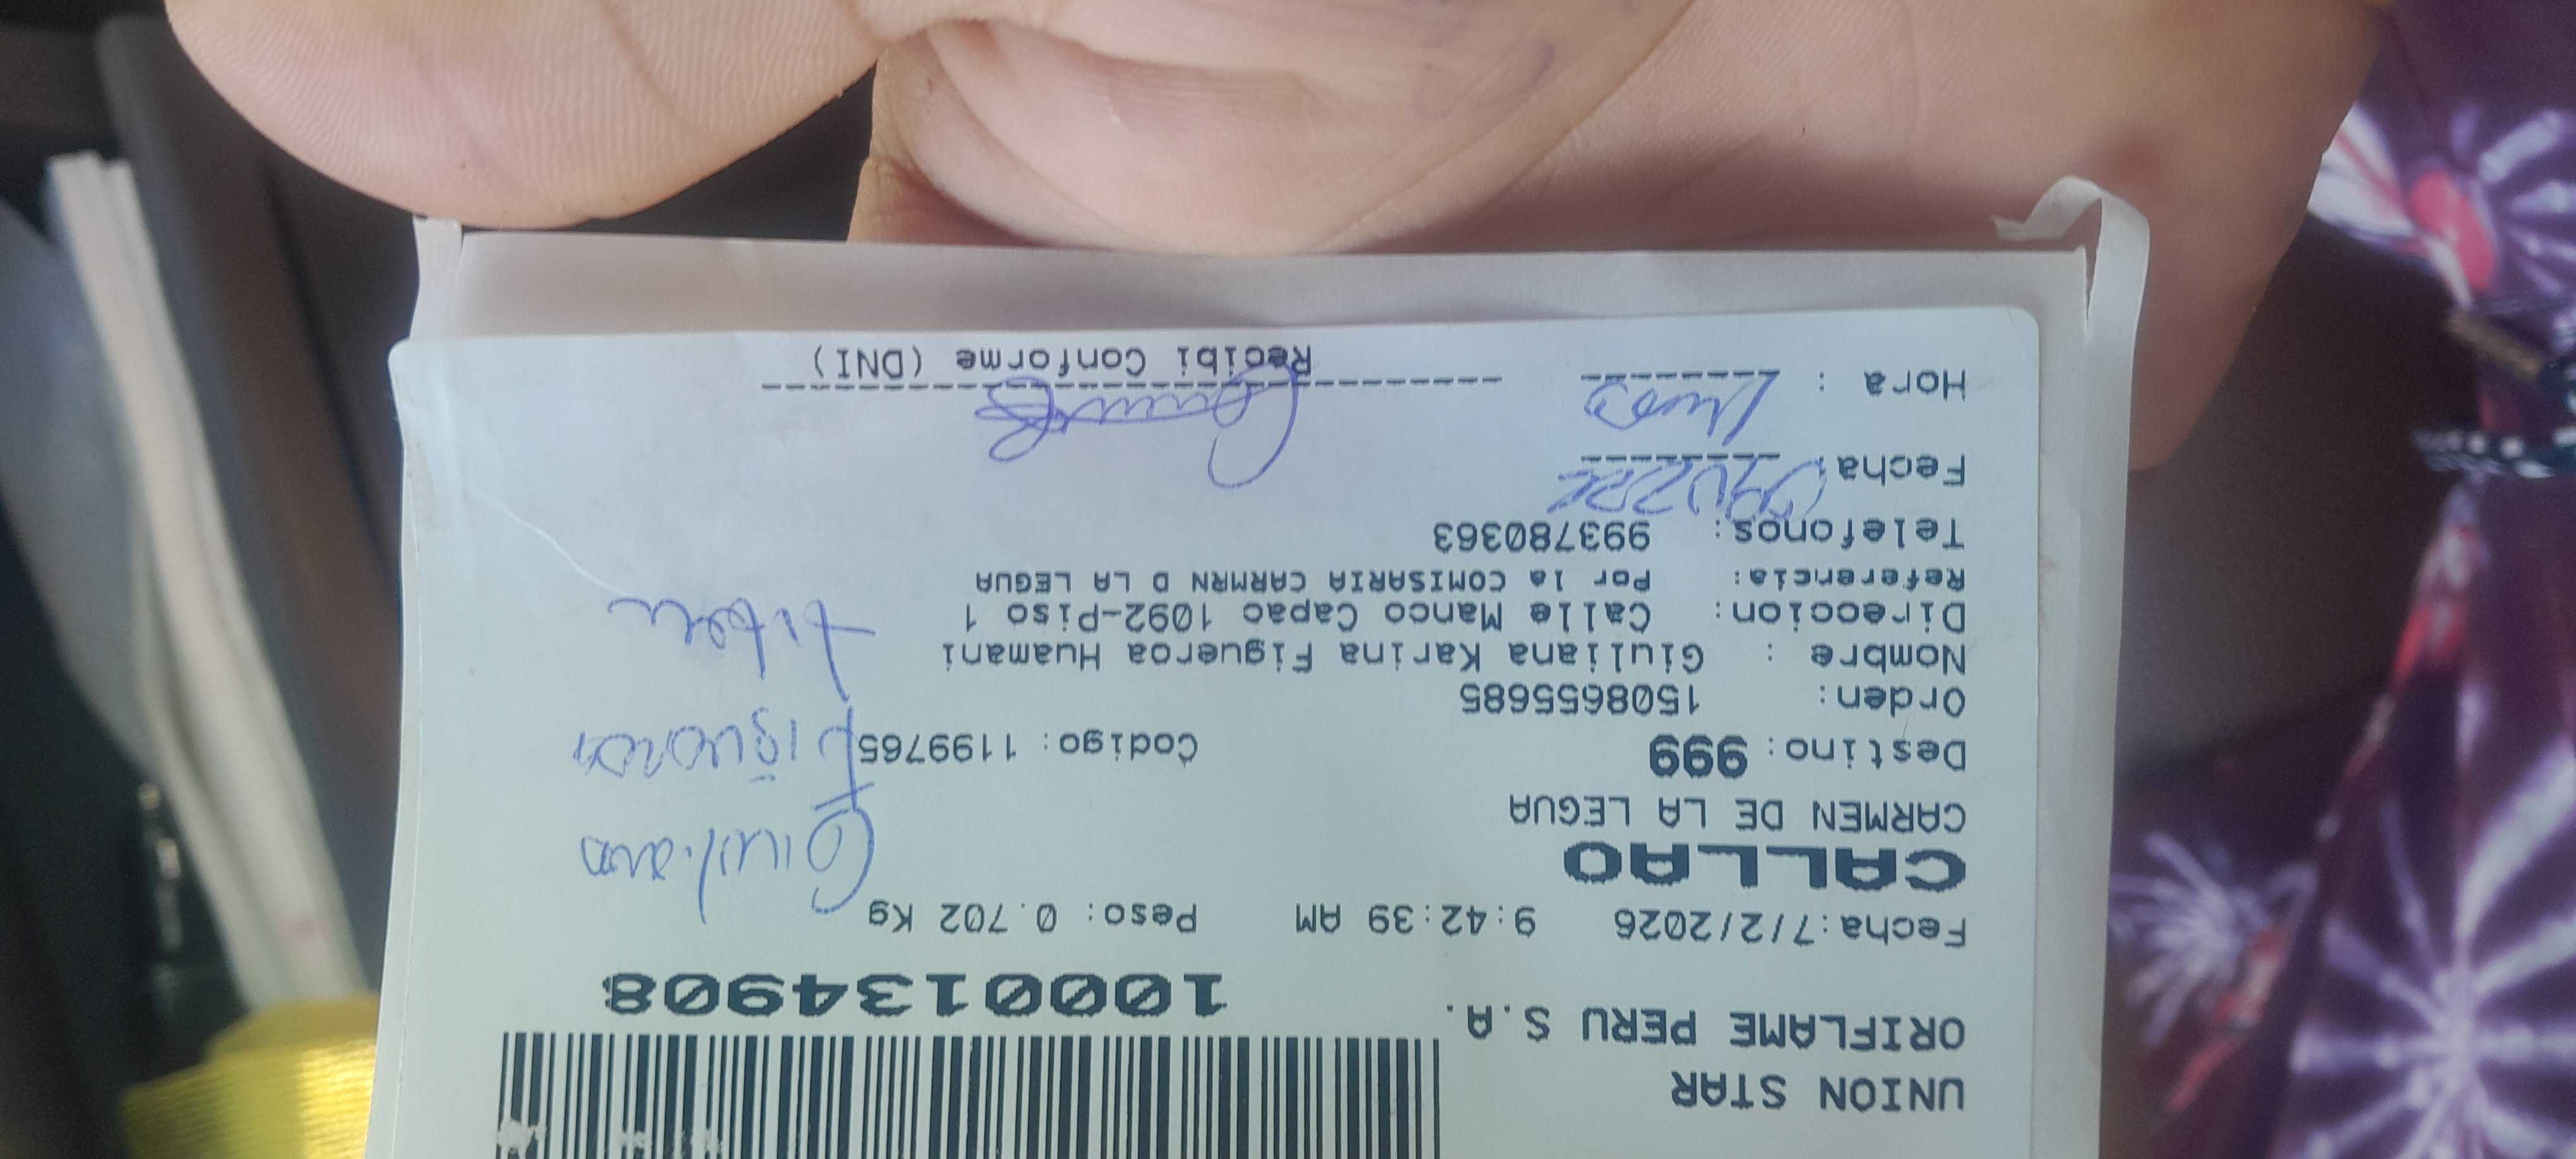 UNION STAR
ORIFLAME PERU S.A.
1000134908
Fecha:7/2/2026 9:42:39 AM Peso: 0.702 Kg
CALLAO
CARMEN DE LA LEGUA
Destino: 999 Codigo: 1199765
Orden: 1508655685
Nombre : Giuliana Karina Figueroa Huamani
Direccion: Calle Manco Capac 1092-Piso 1
Referencia: Por la COMISARIA CARMRN D LA LEGUA
Telefonos: 993780363
Fecha:
Hora :
Recibi Conforme (DNI)
Giuliana
Figueroa
titular